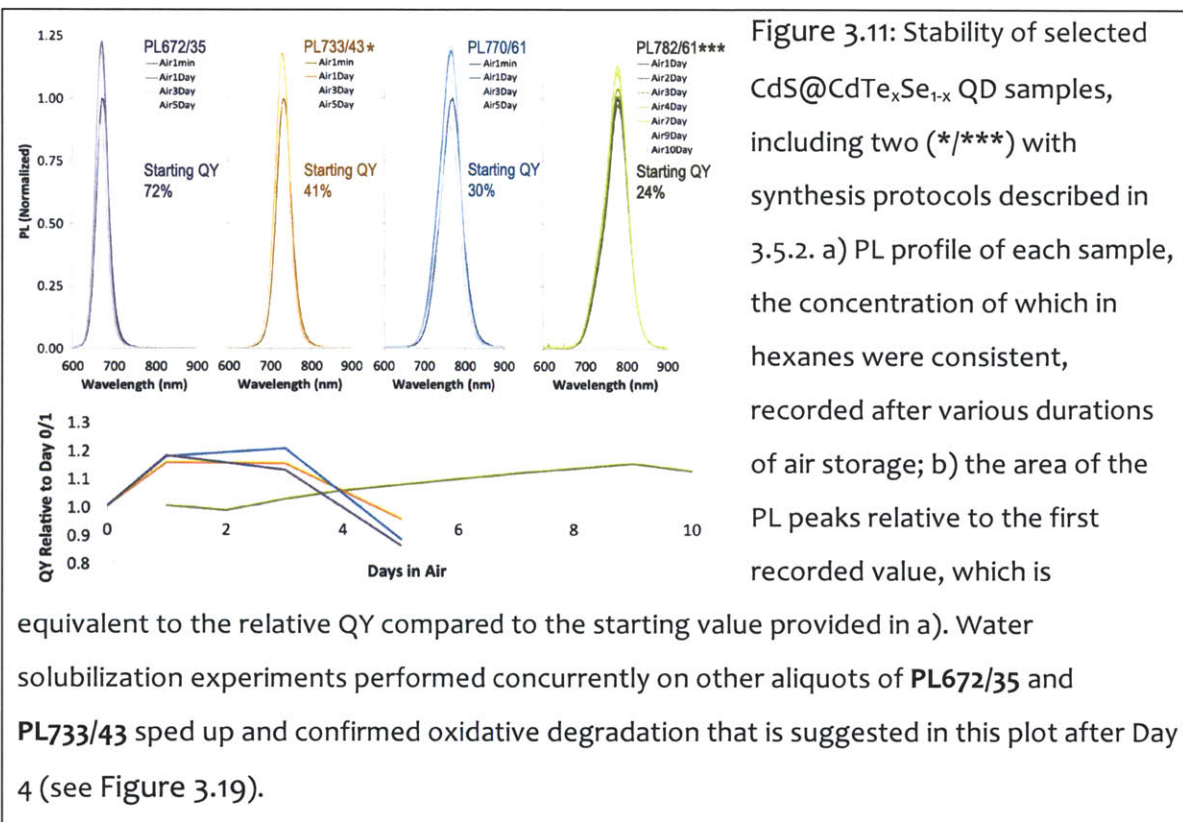 1.25
1.00
0.75
0.50
0.25
0.00
PL (Normalized)
PL672/35
Air1min
Air1Day
Air3Day
Air5Day
Starting QY
72%
600 700 800 900
Wavelength (nm)
PL733/43*
Air1min
Air1Day
Air3Day
Air5Day
Starting QY
41%
600 700 800 900
Wavelength (nm)
PL770/61
Air1min
Air1Day
Air3Day
Air5Day
Starting QY
30%
600 700 800 900
Wavelength (nm)
PL782/61***
Air1Day
Air2Day
Air3Day
Air4Day
Air7Day
Air9Day
Air10Day
Starting QY
24%
600 700 800 900
Wavelength (nm)
QY Relative to Day 0/1
1.3
1.2
1.1
1.0
0.9
0.8
0 2 4 6 8 10
Days in Air
Figure 3.11: Stability of selected
CdS@CdTeₓSe₁₋ₓ QD samples,
including two (*/***) with
synthesis protocols described in
3.5.2. a) PL profile of each sample,
the concentration of which in
hexanes were consistent,
recorded after various durations
of air storage; b) the area of the
PL peaks relative to the first
recorded value, which is
equivalent to the relative QY compared to the starting value provided in a). Water
solubilization experiments performed concurrently on other aliquots of PL672/35 and
PL733/43 sped up and confirmed oxidative degradation that is suggested in this plot after Day
4 (see Figure 3.19).